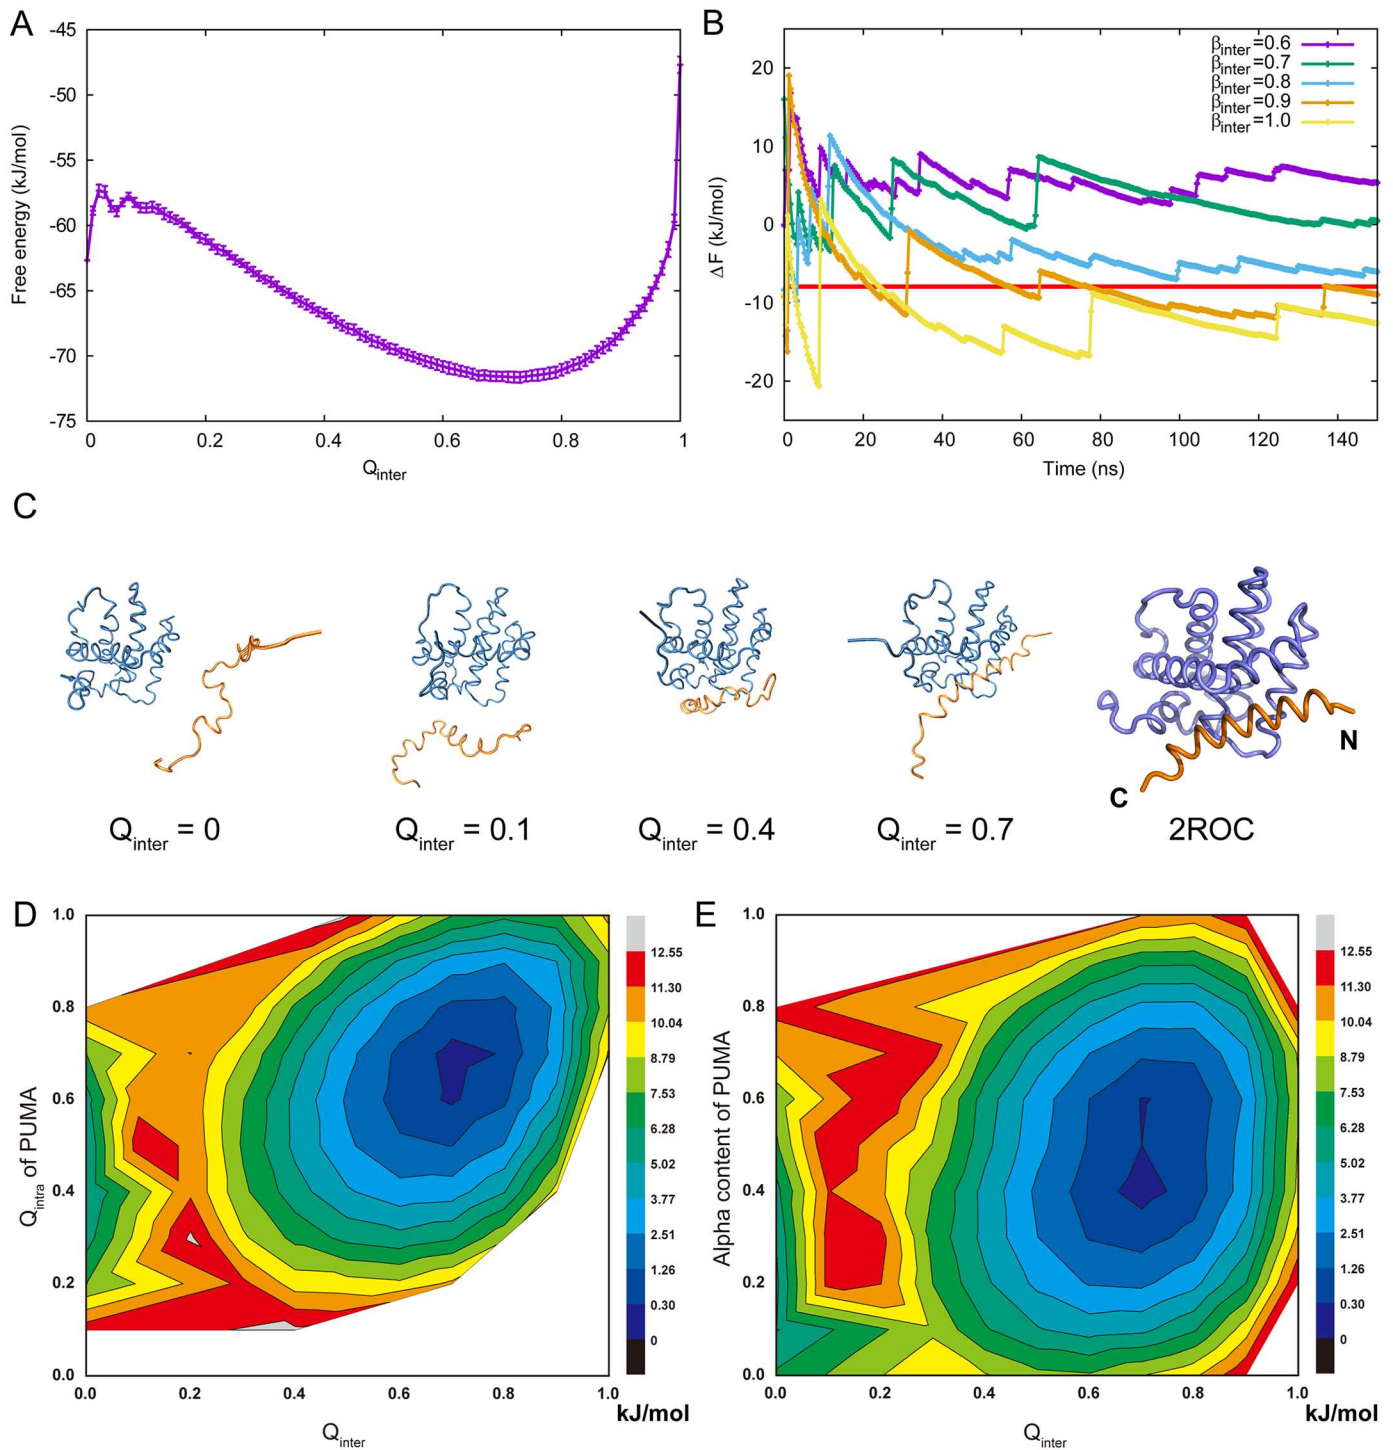 A
Free energy (kJ/mol)
-45
-50
-55
-60
-65
-70
-75
0 0.2 0.4 0.6 0.8 1
Qinter
B
ΔF (kJ/mol)
20
10
0
-10
-20
βinter=0.6
βinter=0.7
βinter=0.8
βinter=0.9
βinter=1.0
0 20 40 60 80 100 120 140
Time (ns)
C
N
C
Qinter = 0
Qinter = 0.1
Qinter = 0.4
Qinter = 0.7
2ROC
D
Qintra of PUMA
1.0
0.8
0.6
0.4
0.2
0.0
0.0 0.2 0.4 0.6 0.8 1.0
Qinter
12.55
11.30
10.04
8.79
7.53
6.28
5.02
3.77
2.51
1.26
0.30
0
kJ/mol
E
Alpha content of PUMA
1.0
0.8
0.6
0.4
0.2
0.0
0.0 0.2 0.4 0.6 0.8 1.0
Qinter
12.55
11.30
10.04
8.79
7.53
6.28
5.02
3.77
2.51
1.26
0.30
0
kJ/mol